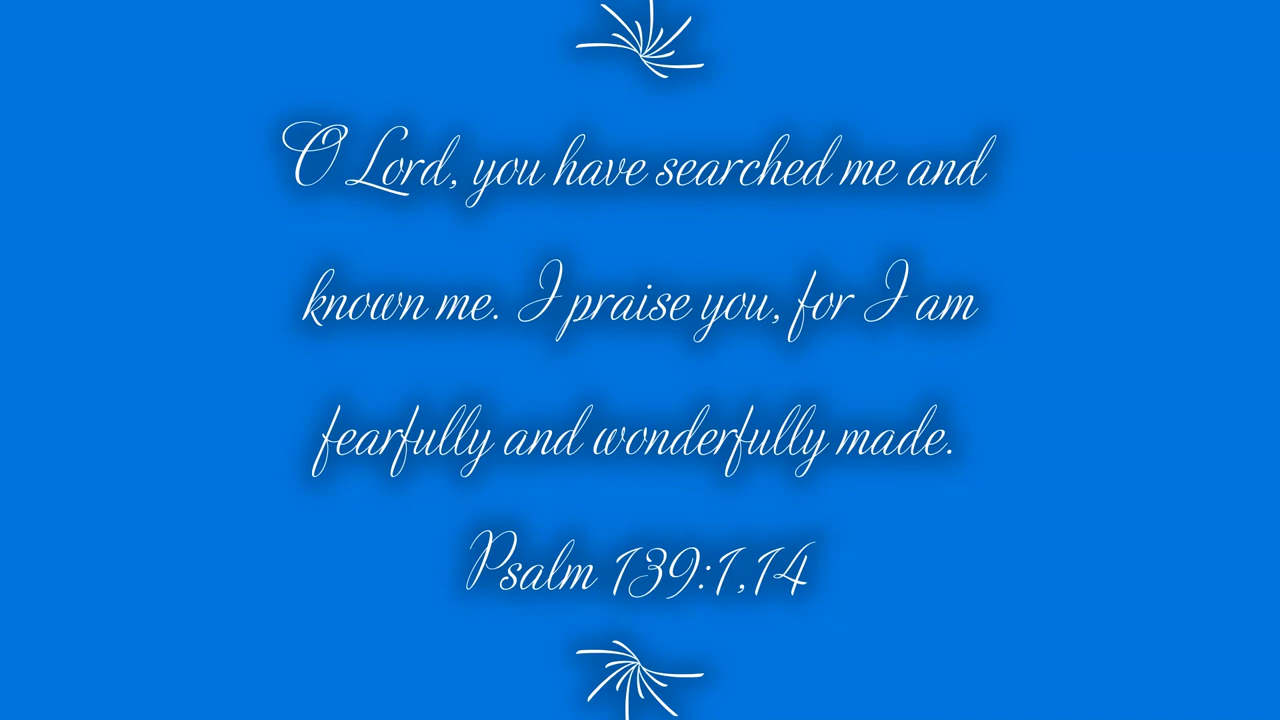 O Lord, you have searched me and
known me. I praise you, for I am
fearfully and wonderfully made.
Psalm 139:1,14